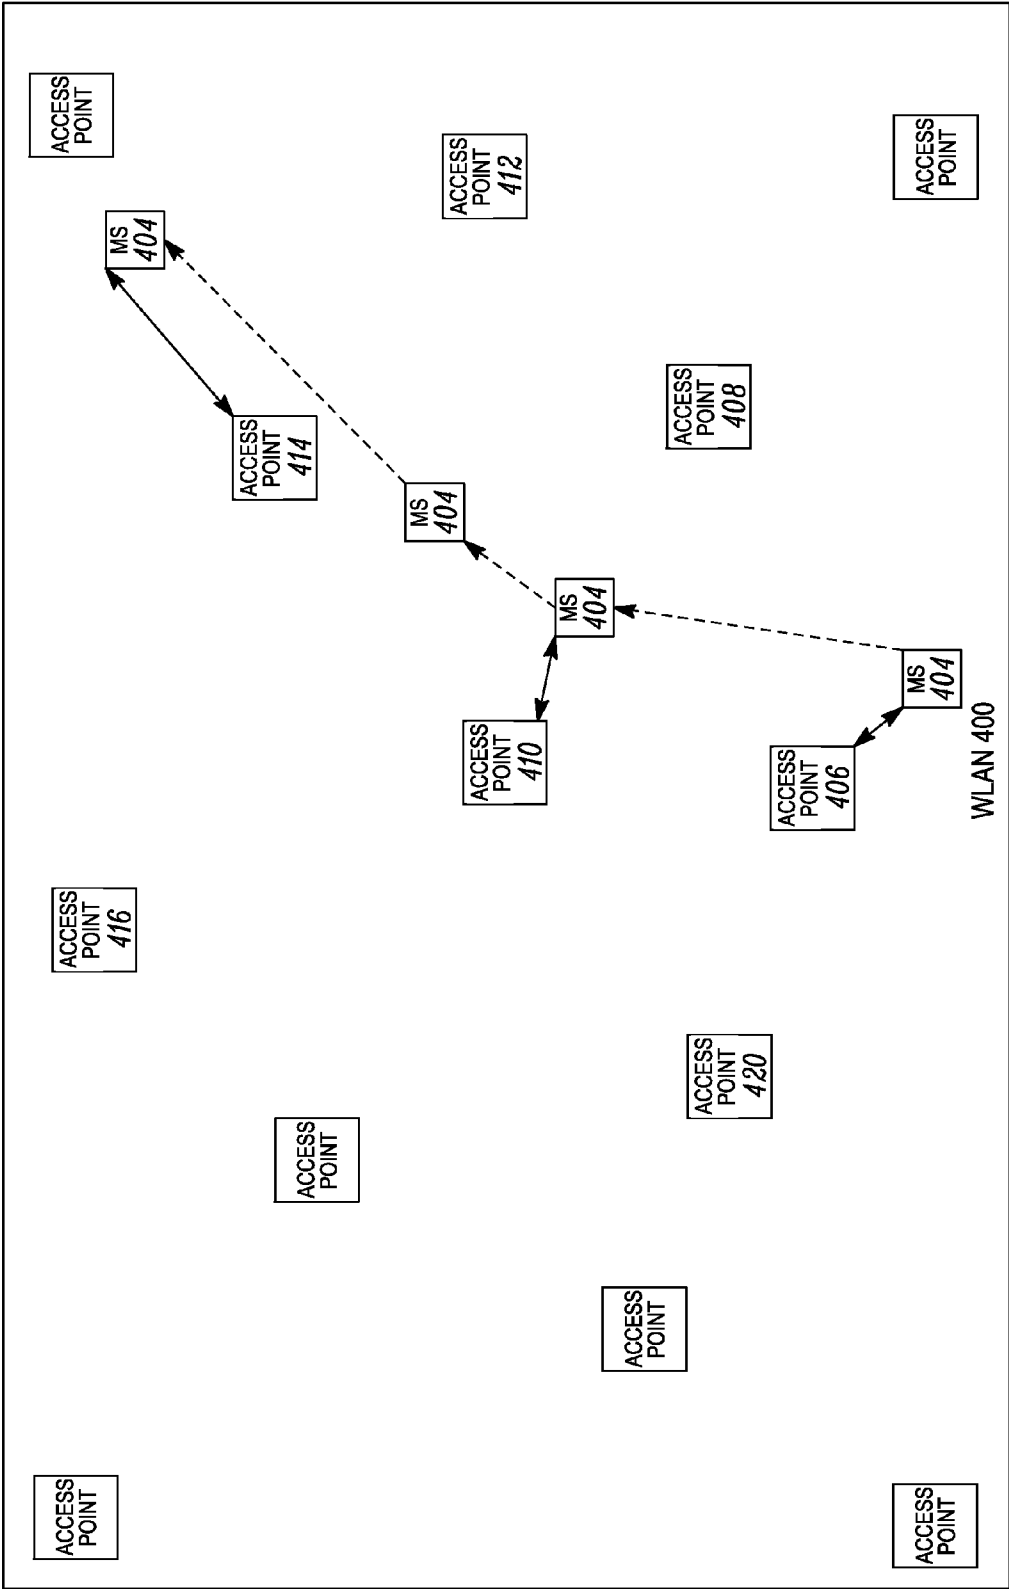 ACCESS
POINT
ACCESS
POINT
416
ACCESS
POINT
MS
404
ACCESS
POINT
ACCESS
POINT
414
MS
404
ACCESS
POINT
410
ACCESS
POINT
412
MS
404
ACCESS
POINT
ACCESS
POINT
420
ACCESS
POINT
408
ACCESS
POINT
406
ACCESS
POINT
MS
404
ACCESS
POINT
WLAN 400